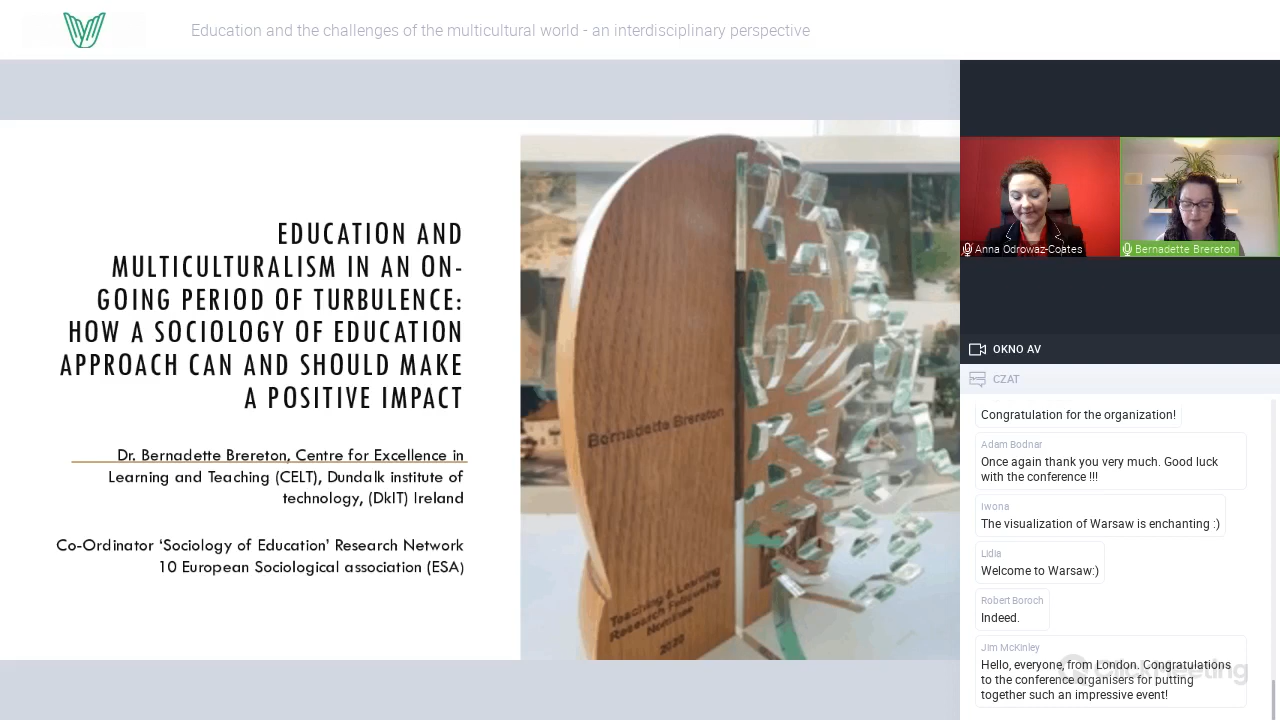 Education and the challenges of the multicultural world - an interdisciplinary perspective
EDUCATION AND
MULTICULTURALISM IN AN ON-
GOING PERIOD OF TURBULENCE:
HOW A SOCIOLOGY OF EDUCATION
APPROACH CAN AND SHOULD MAKE
A POSITIVE IMPACT
Dr. Bernadette Brereton, Centre for Excellence in
Learning and Teaching (CELT), Dundalk institute of
technology, (DkIT) Ireland
Co-Ordinator ‘Sociology of Education’ Research Network
10 European Sociological association (ESA)
Bernadette Brereton
Teaching & Learning
Research Fellowship
Nominee
2020
Anna Odrowaz-Coates
Bernadette Brereton
OKNO AV
CZAT
Congratulation for the organization!
Adam Bodnar
Once again thank you very much. Good luck
with the conference !!!
Iwona
The visualization of Warsaw is enchanting :)
Lidia
Welcome to Warsaw:)
Robert Boroch
Indeed.
Jim McKinley
Hello, everyone, from London. Congratulations
to the conference organisers for putting
together such an impressive event!
ClickMeeting